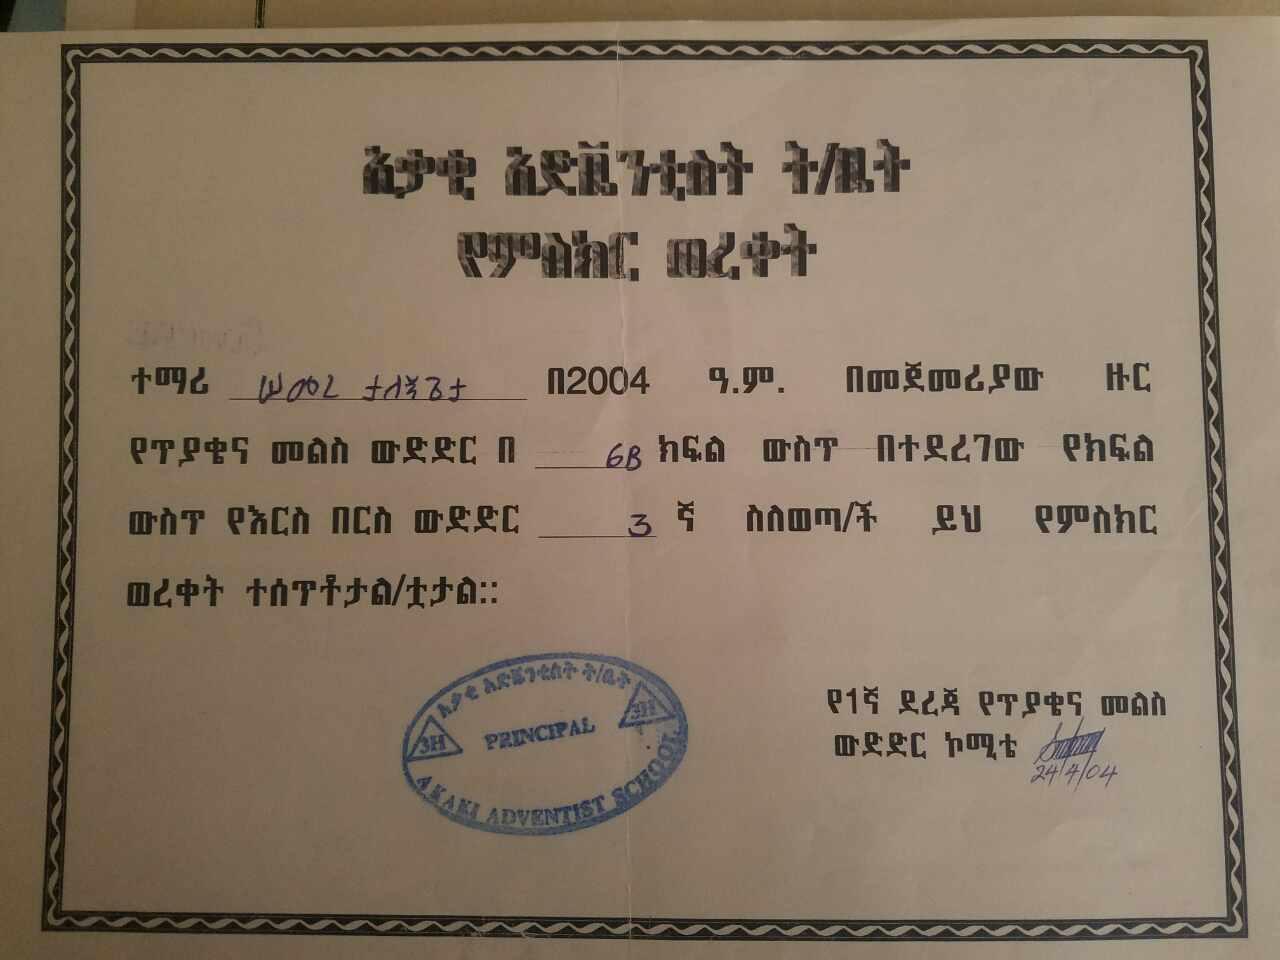 አቃቂ አድቬንቲስት ት/ቤት
የምስክር ወረቀት
ተማሪ በ2004 ዓ.ም. በመጀመሪያው ዙር
የጥያቄና መልስ ውድድር በ 6B ክፍል ውስጥ በተደረገው የክፍል
ውስጥ የእርስ በርስ ውድድር 3 ኛ ስለወጣ/ች ይህ የምስክር
ወረቀት ተሰጥቶታል/ቷታል::
አቃቂ አድቬንቲስት ት/ቤት
3H PRINCIPAL 3H
AKAKI ADVENTIST SCHOOL
የ1ኛ ደረጃ የጥያቄና መልስ
ውድድር ኮሚቴ
24/4/04